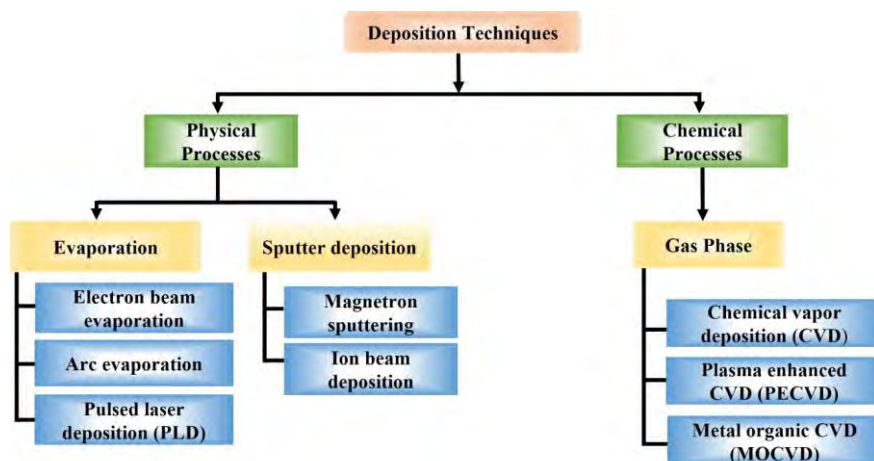 Deposition Techniques
Physical
Processes
Chemical
Processes
Evaporation
Sputter deposition
Gas Phase
Electron beam
evaporation
Arc evaporation
Pulsed laser
deposition (PLD)
Magnetron
sputtering
Ion beam
deposition
Chemical vapor
deposition (CVD)
Plasma enhanced
CVD (PECVD)
Metal organic CVD
(MOCVD)